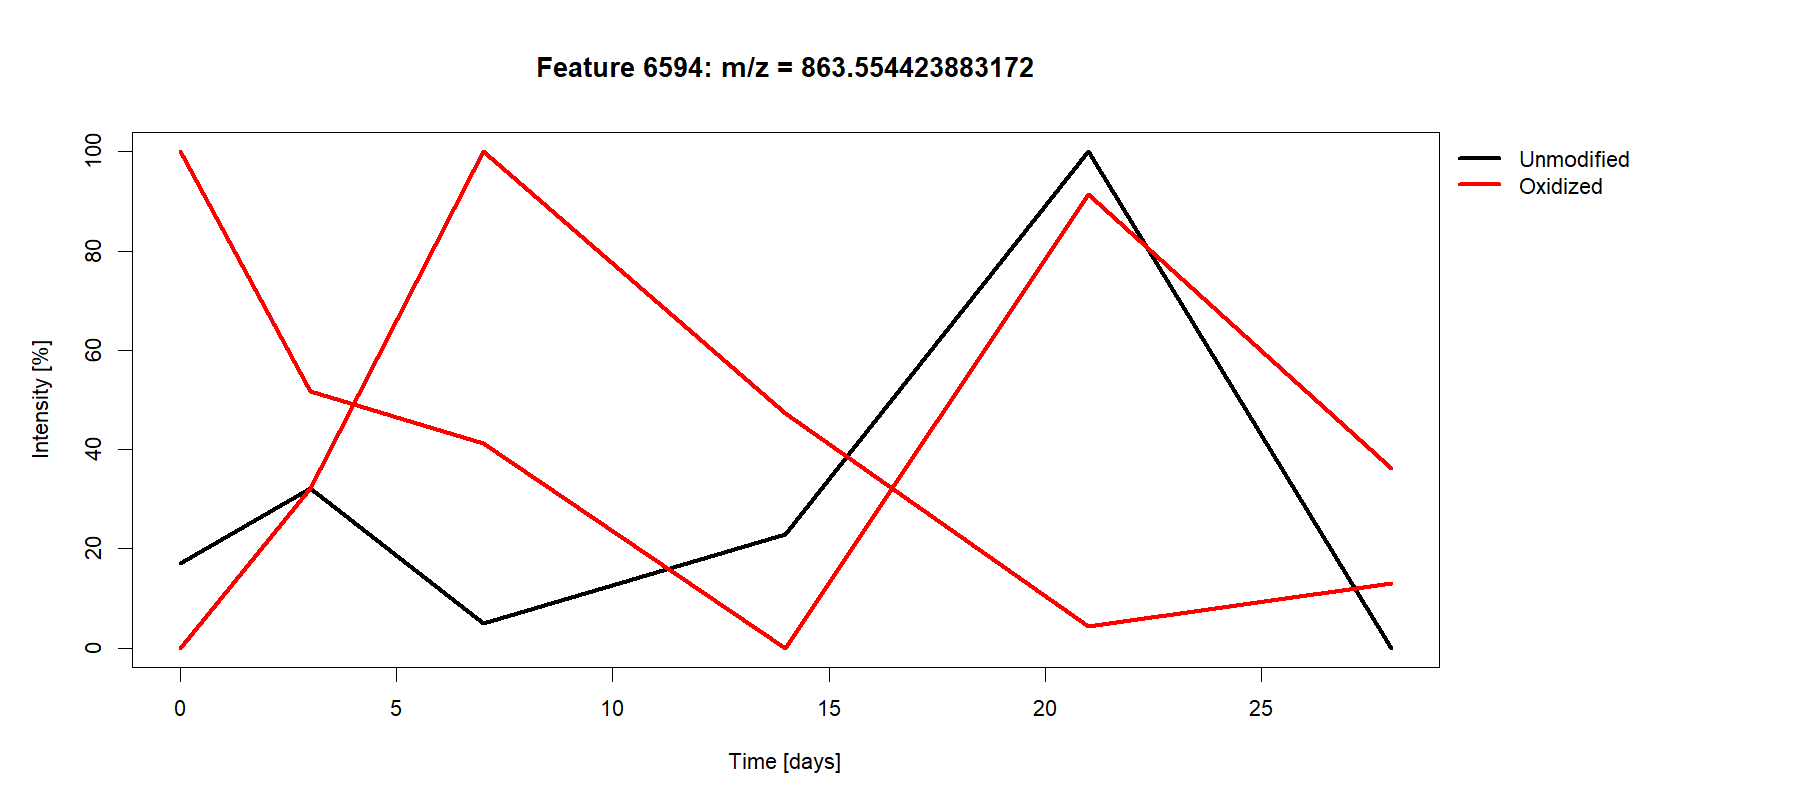 Feature 6594: m/z = 863.554423883172
Unmodified
Oxidized
Intensity [%]
100
80
60
40
20
0
0 5 10 15 20 25
Time [days]